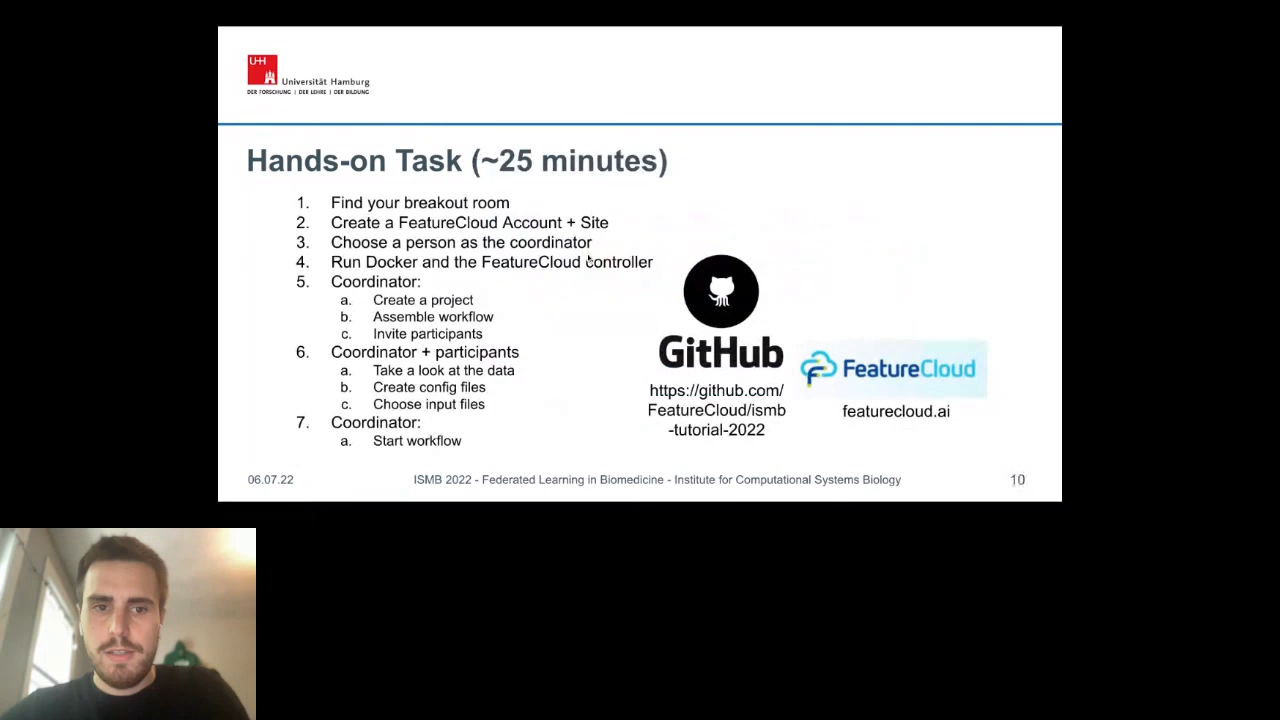 UH
Universität Hamburg
DER FORSCHUNG | DER LEHRE | DER BILDUNG
Hands-on Task (~25 minutes)
1. Find your breakout room
2. Create a FeatureCloud Account + Site
3. Choose a person as the coordinator
4. Run Docker and the FeatureCloud controller
5. Coordinator:
a. Create a project
b. Assemble workflow
c. Invite participants
6. Coordinator + participants
a. Take a look at the data
b. Create config files
c. Choose input files
7. Coordinator:
a. Start workflow
GitHub
https://github.com/
FeatureCloud/ismb
-tutorial-2022
FeatureCloud
featurecloud.ai
06.07.22
ISMB 2022 - Federated Learning in Biomedicine - Institute for Computational Systems Biology
10